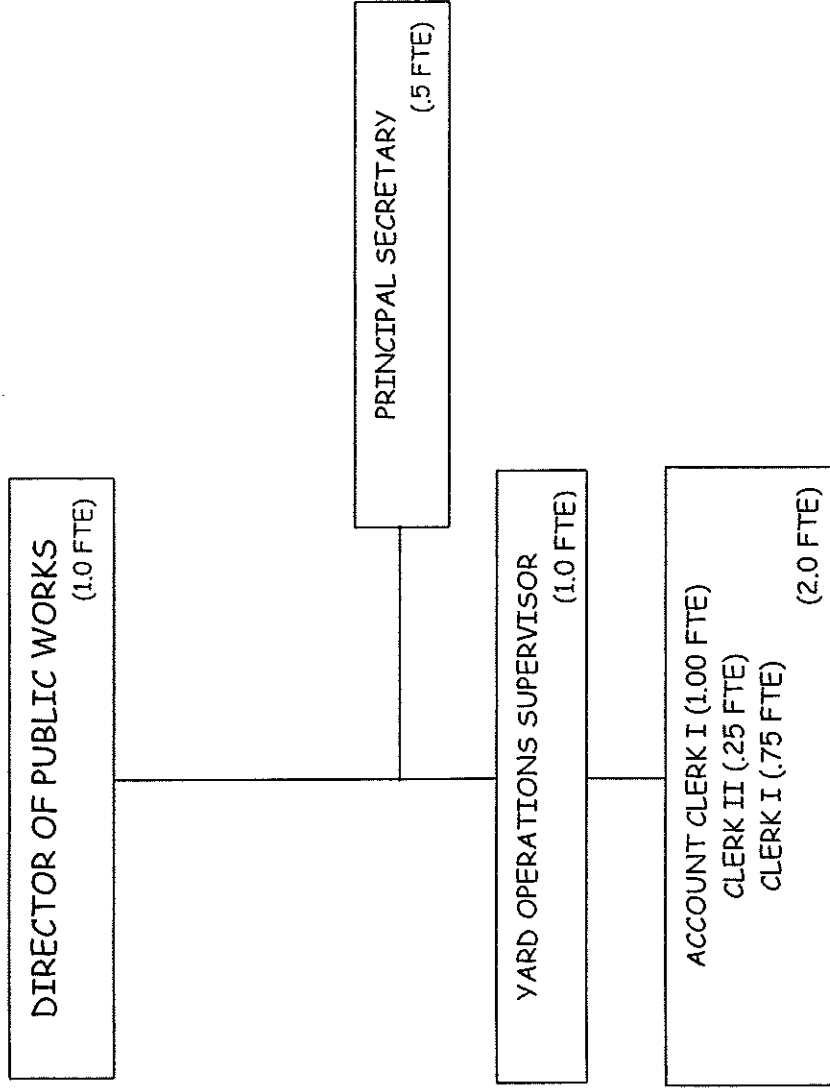 DIRECTOR OF PUBLIC WORKS
(1.0 FTE)
PRINCIPAL SECRETARY
(.5 FTE)
YARD OPERATIONS SUPERVISOR
(1.0 FTE)
ACCOUNT CLERK I (1.00 FTE)
CLERK II (.25 FTE)
CLERK I (.75 FTE)
(2.0 FTE)